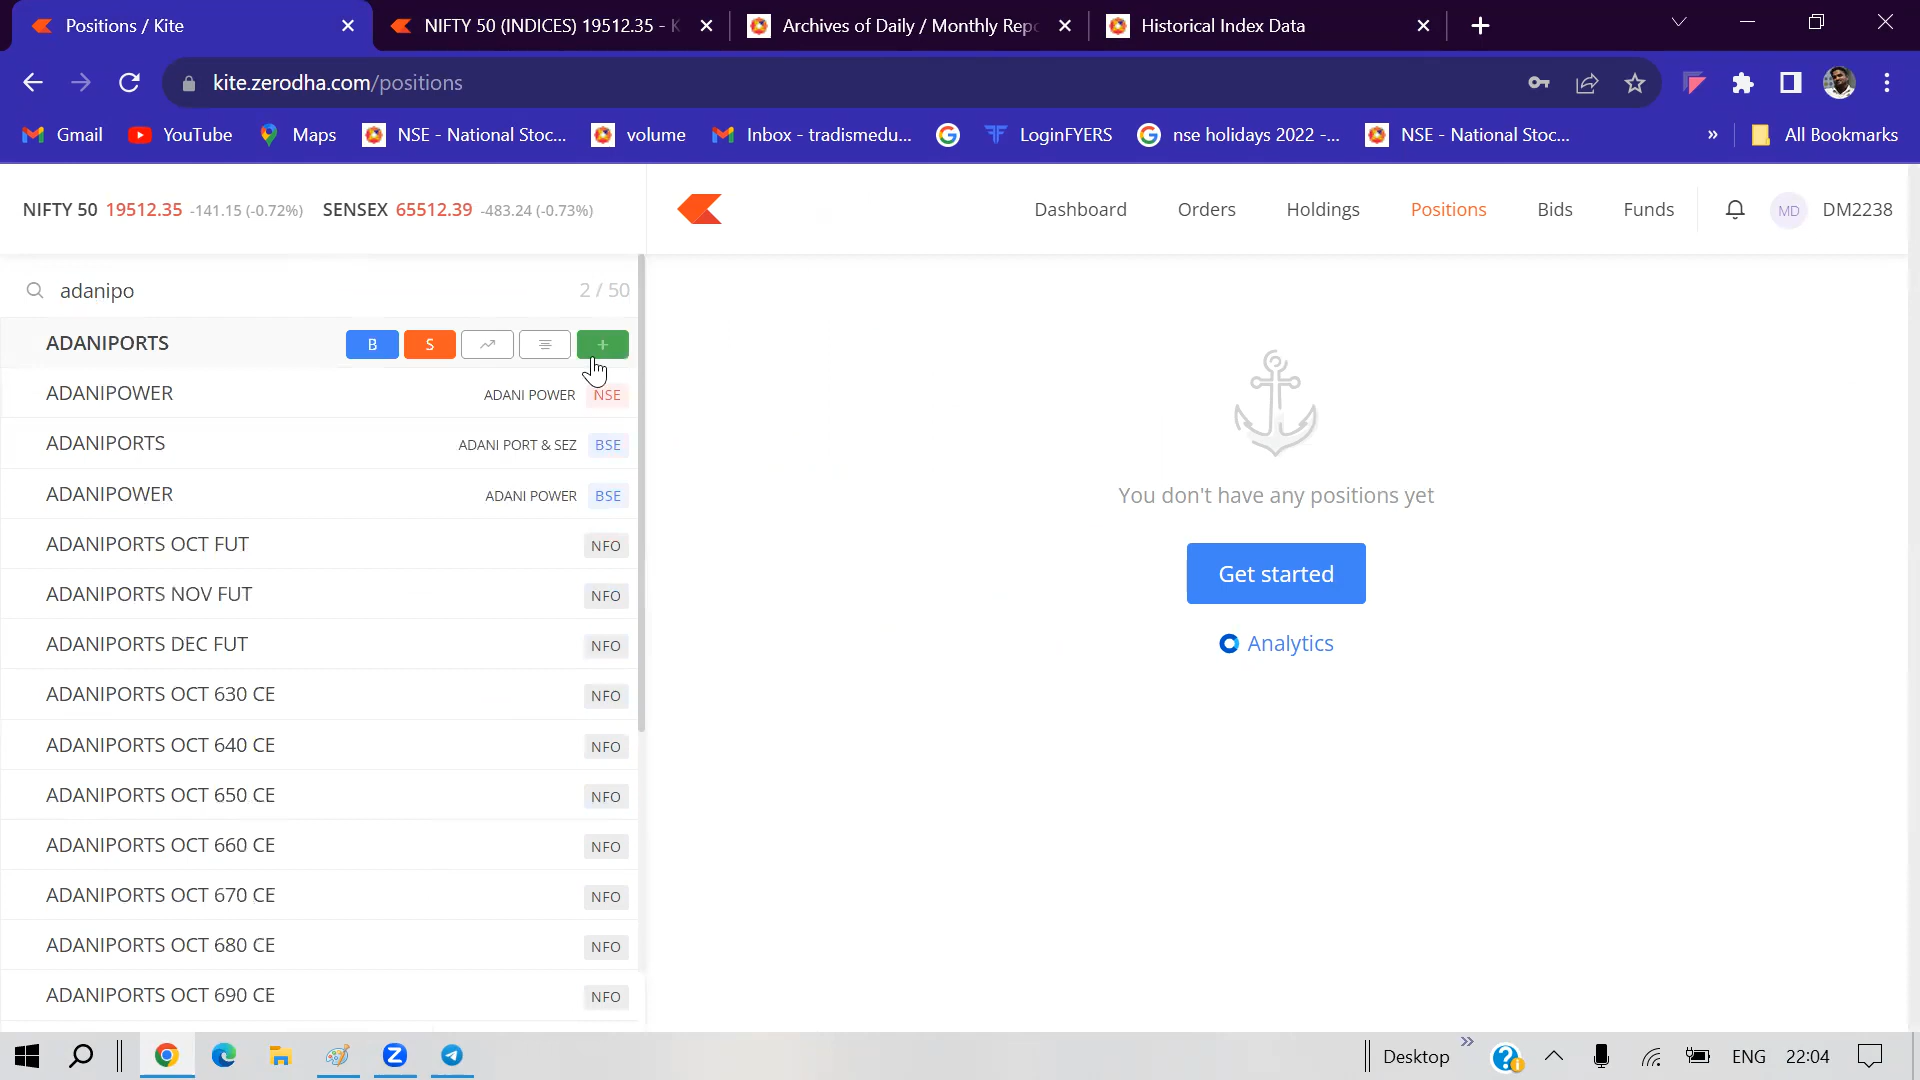 Positions / Kite
NIFTY 50 (INDICES) 19512.35 - K
Archives of Daily / Monthly Repo
Historical Index Data
kite.zerodha.com/positions
Gmail
YouTube
Maps
NSE - National Stoc...
volume
Inbox - tradismedu...
LoginFYERS
nse holidays 2022 -...
NSE - National Stoc...
»
All Bookmarks
NIFTY 50 19512.35 -141.15 (-0.72%)
SENSEX 65512.39 -483.24 (-0.73%)
Dashboard
Orders
Holdings
Positions
Bids
Funds
MD
DM2238
adanipo
2 / 50
ADANIPORTS B S +
ADANIPOWER ADANI POWER NSE
ADANIPORTS ADANI PORT & SEZ BSE
ADANIPOWER ADANI POWER BSE
ADANIPORTS OCT FUT NFO
ADANIPORTS NOV FUT NFO
ADANIPORTS DEC FUT NFO
ADANIPORTS OCT 630 CE NFO
ADANIPORTS OCT 640 CE NFO
ADANIPORTS OCT 650 CE NFO
ADANIPORTS OCT 660 CE NFO
ADANIPORTS OCT 670 CE NFO
ADANIPORTS OCT 680 CE NFO
ADANIPORTS OCT 690 CE NFO
You don't have any positions yet
Get started
Analytics
Desktop
»
ENG
22:04